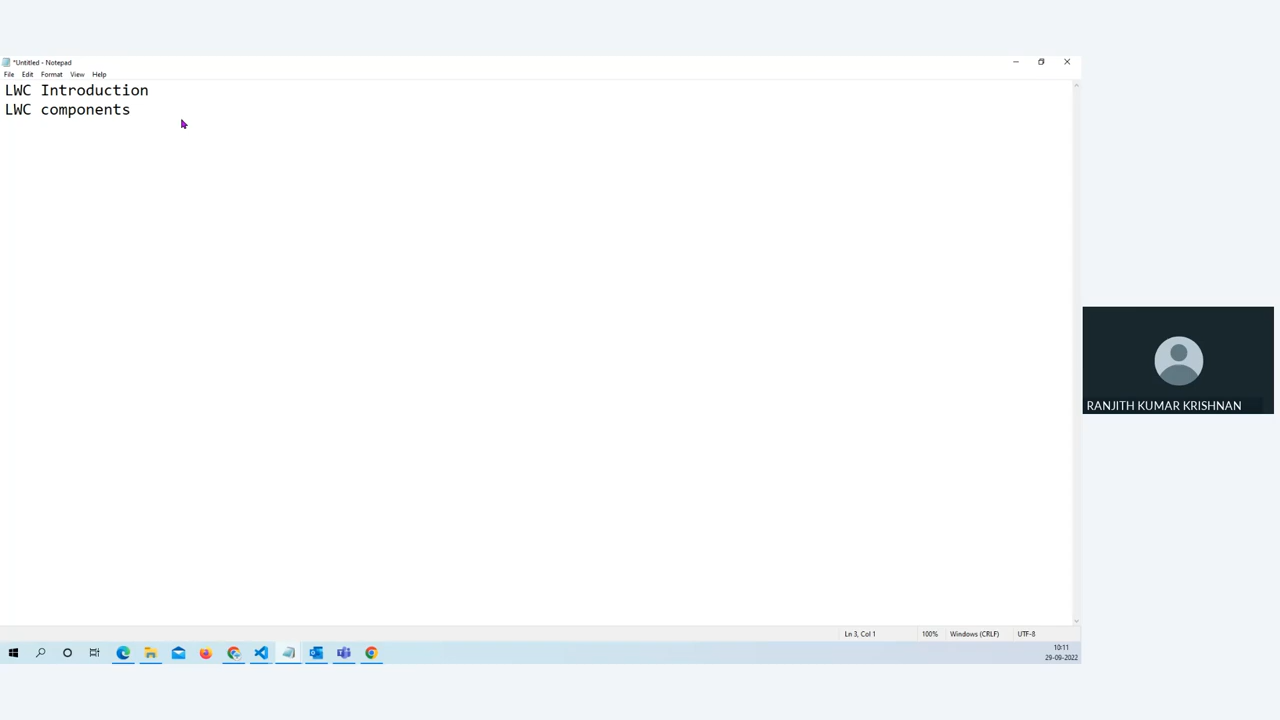 *Untitled - Notepad
File Edit Format View Help
LWC Introduction
LWC components
RANJITH KUMAR KRISHNAN
Ln 3, Col 1 100% Windows (CRLF) UTF-8
10:11
29-09-2022